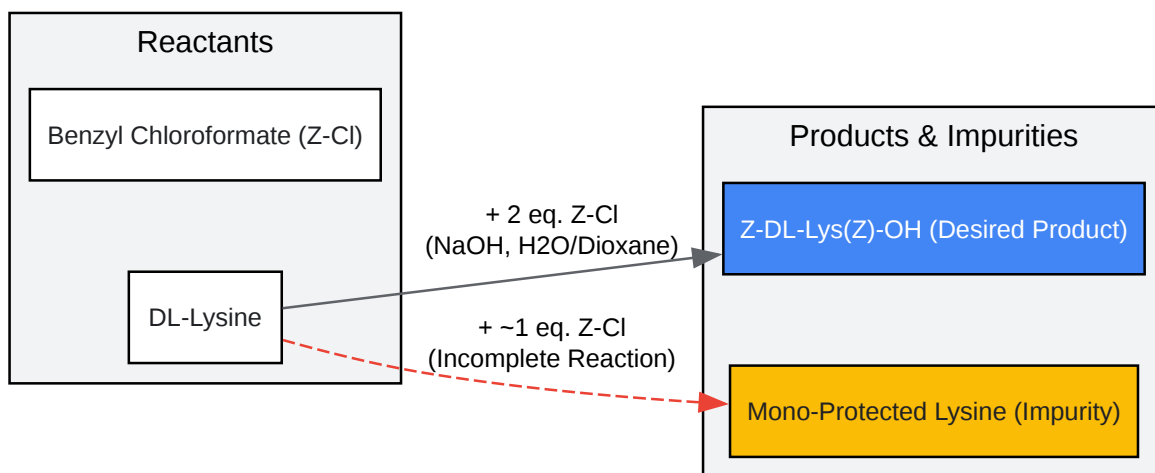 Reactants
Benzyl Chloroformate (Z-Cl)
DL-Lysine
+ 2 eq. Z-Cl
(NaOH, H2O/Dioxane)
+ ~1 eq. Z-Cl
(Incomplete Reaction)
Products & Impurities
Z-DL-Lys(Z)-OH (Desired Product)
Mono-Protected Lysine (Impurity)